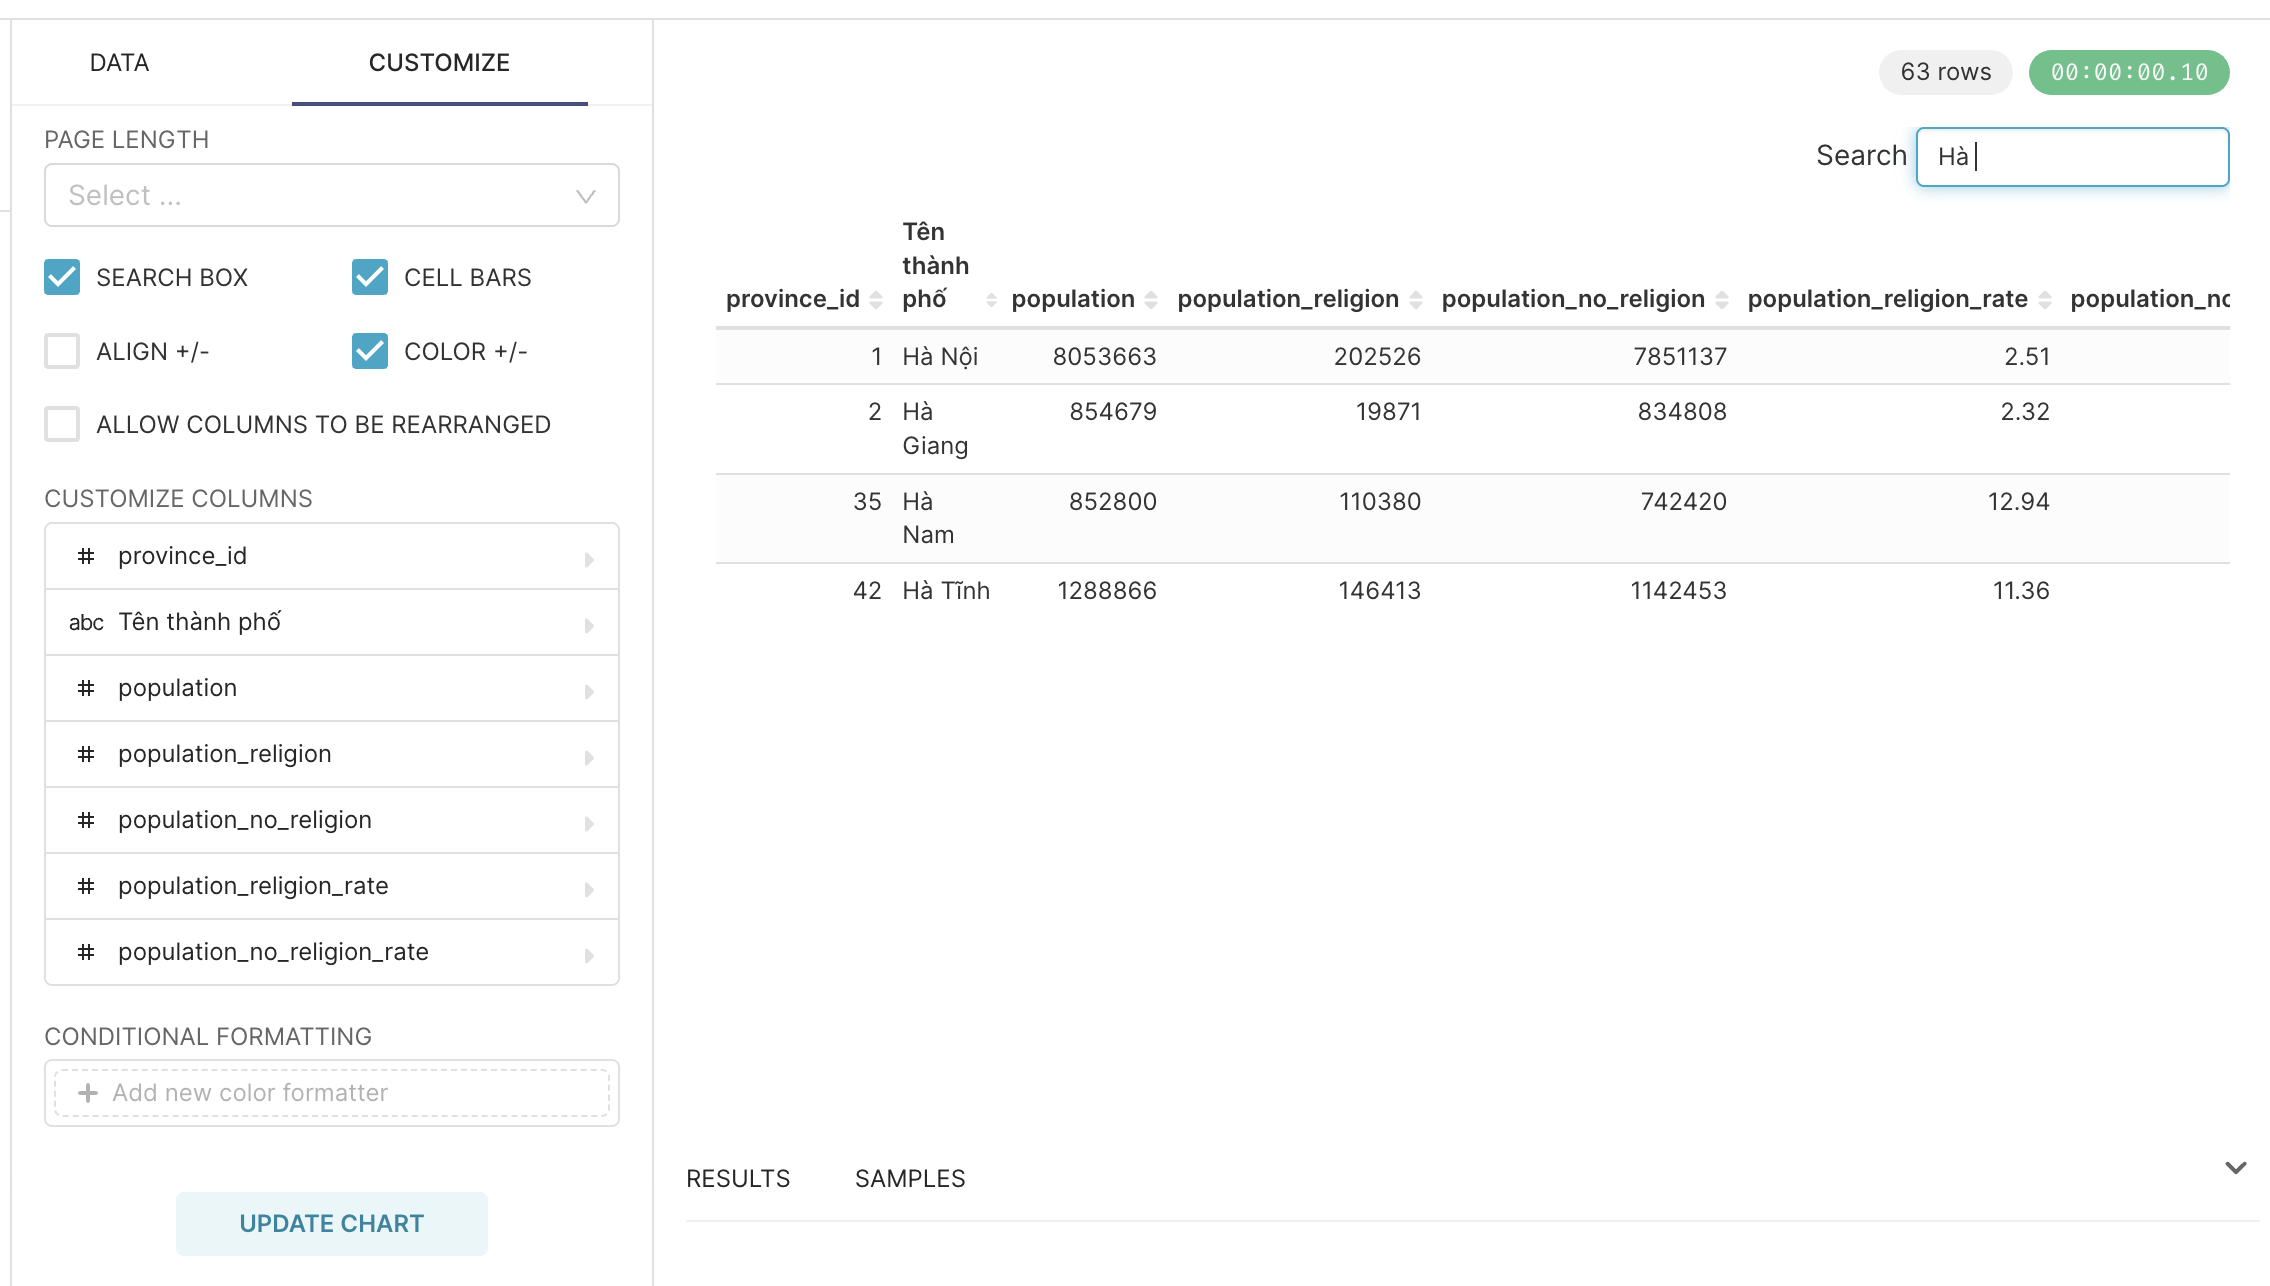 DATA
CUSTOMIZE
PAGE LENGTH
Select ...
SEARCH BOX
CELL BARS
ALIGN +/-
COLOR +/-
ALLOW COLUMNS TO BE REARRANGED
CUSTOMIZE COLUMNS
# province_id
abc Tên thành phố
# population
# population_religion
# population_no_religion
# population_religion_rate
# population_no_religion_rate
CONDITIONAL FORMATTING
+ Add new color formatter
UPDATE CHART
63 rows
00:00:00.10
Search Hà
province_id Tên thành phố population population_religion population_no_religion population_religion_rate population_no
1 Hà Nội 8053663 202526 7851137 2.51
2 Hà Giang 854679 19871 834808 2.32
35 Hà Nam 852800 110380 742420 12.94
42 Hà Tĩnh 1288866 146413 1142453 11.36
RESULTS
SAMPLES